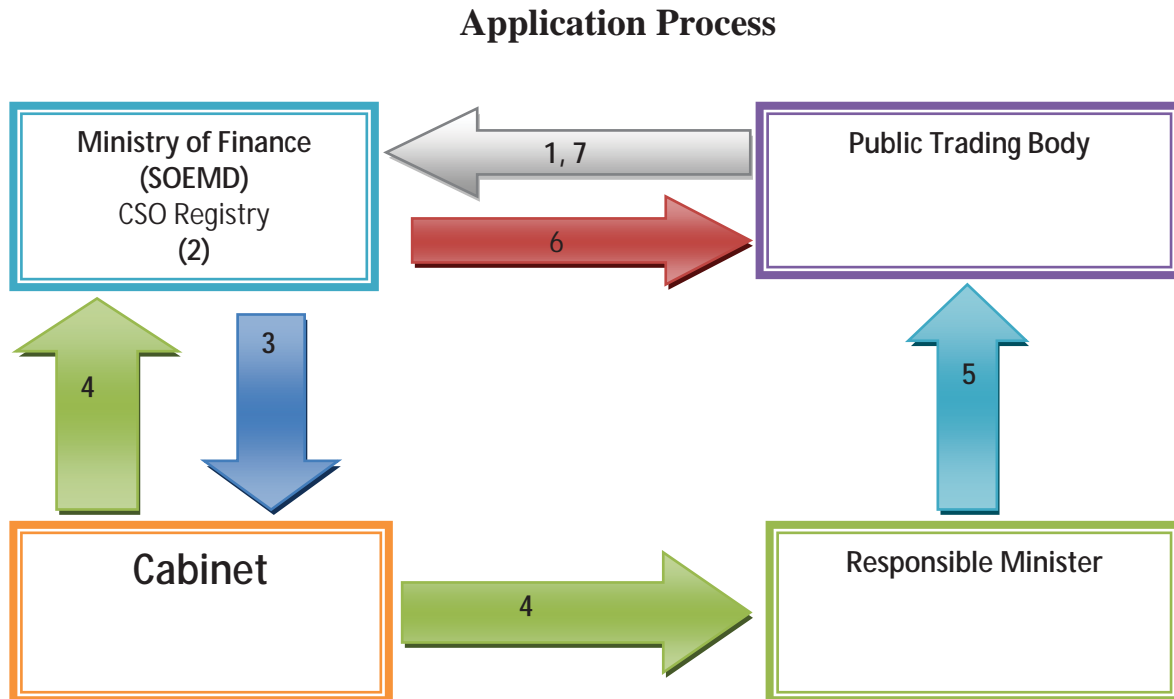 Application Process
Ministry of Finance
(SOEMD)
CSO Registry
(2)
1, 7
Public Trading Body
6
4
3
5
Cabinet
4
Responsible Minister